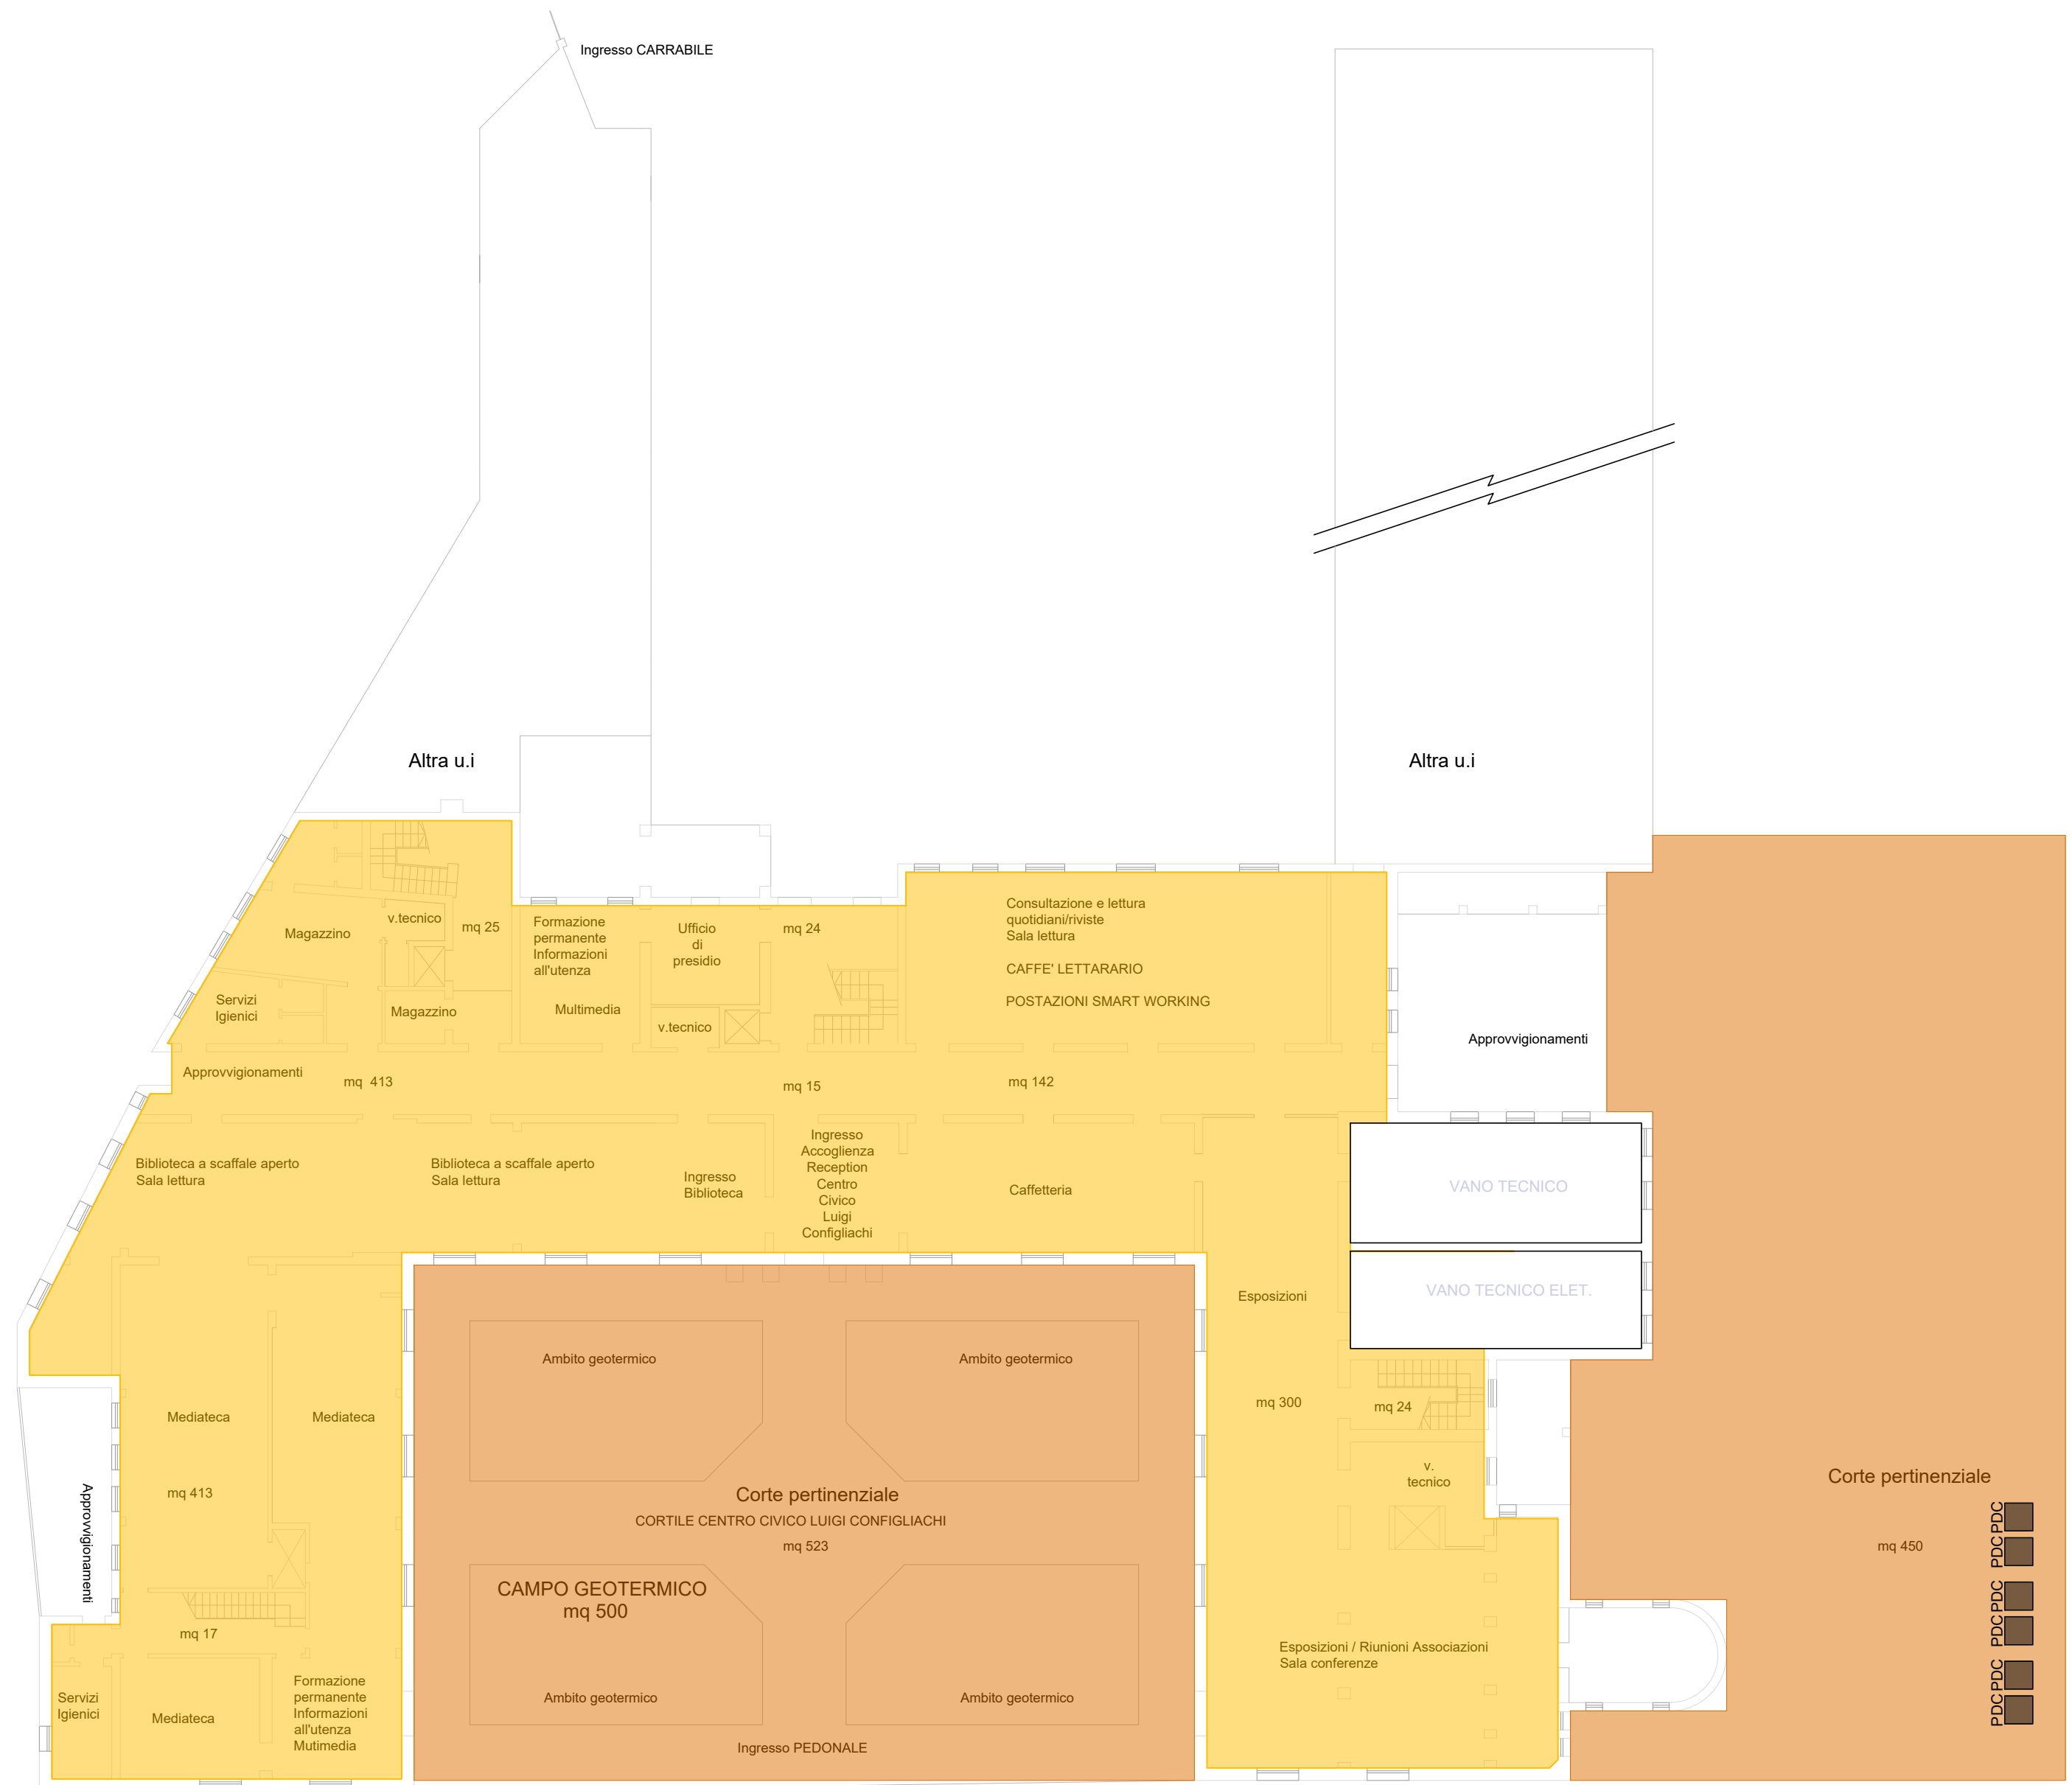 Ingresso CARRABILE
Altra u.i
Altra u.i
Magazzino
v.tecnico
mq 25
Formazione
permanente
Informazioni
all'utenza
Multimedia
Ufficio
di
presidio
mq 24
v.tecnico
Consultazione e lettura
quotidiani/riviste
Sala lettura
CAFFE' LETTARARIO
POSTAZIONI SMART WORKING
Servizi
Igienici
Magazzino
Approvvigionamenti
Approvvigionamenti
mq 413
mq 15
mq 142
Biblioteca a scaffale aperto
Sala lettura
Biblioteca a scaffale aperto
Sala lettura
Ingresso
Biblioteca
Ingresso
Accoglienza
Reception
Centro
Civico
Luigi
Configliachi
Caffetteria
VANO TECNICO
VANO TECNICO ELET.
Esposizioni
Ambito geotermico
Ambito geotermico
mq 300
mq 24
Mediateca
Mediateca
v.
tecnico
mq 413
Approvvigionamenti
Corte pertinenziale
CORTILE CENTRO CIVICO LUIGI CONFIGLIACHI
mq 523
CAMPO GEOTERMICO
mq 500
Corte pertinenziale
mq 450
PDC
PDC
PDC
PDC
PDC
PDC
mq 17
Esposizioni / Riunioni Associazioni
Sala conferenze
Servizi
Igienici
Mediateca
Formazione
permanente
Informazioni
all'utenza
Mutimedia
Ambito geotermico
Ambito geotermico
Ingresso PEDONALE